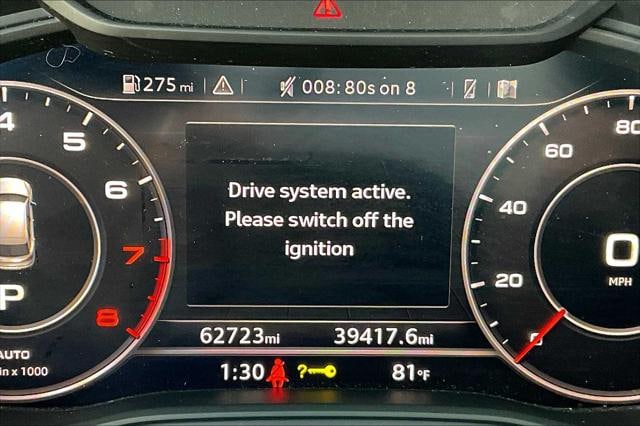 275 mi 008: 80s on 8
Drive system active.
Please switch off the
ignition
4 5 6 7 8
P
AUTO
in x 1000
0 20 40 60 80
0
MPH
62723mi 39417.6mi
1:30 ? 81°F